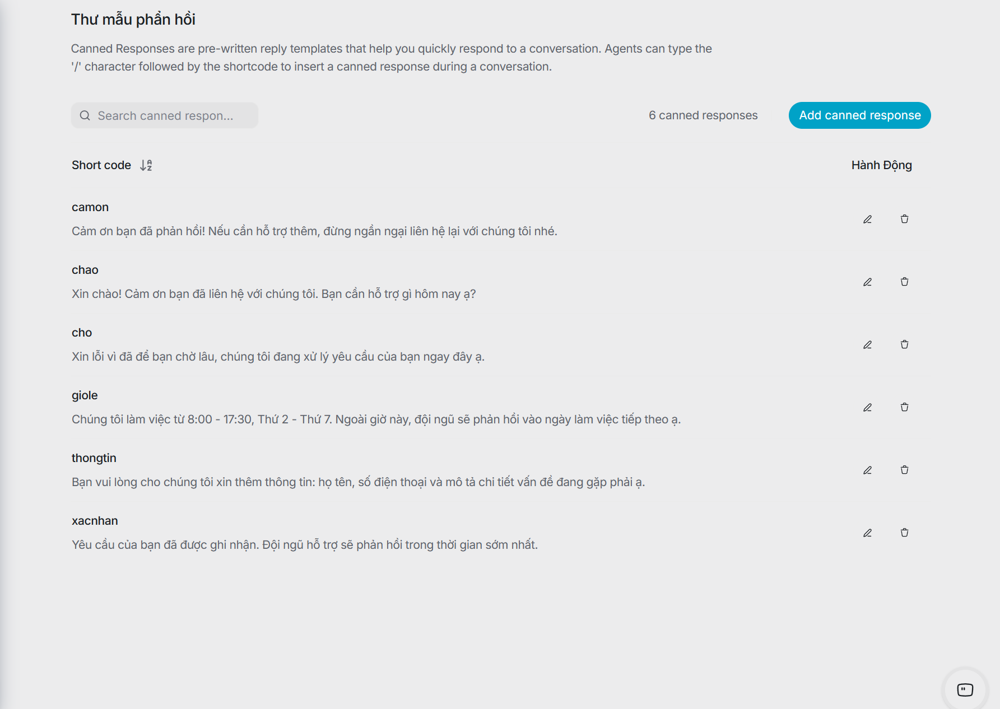 Thư mẫu phẩn hồi
Canned Responses are pre-written reply templates that help you quickly respond to a conversation. Agents can type the
'/' character followed by the shortcode to insert a canned response during a conversation.
Search canned respon...
6 canned responses
Add canned response
Short code
Hành Động
camon
Cảm ơn bạn đã phản hồi! Nếu cần hỗ trợ thêm, đừng ngần ngại liên hệ lại với chúng tôi nhé.
chao
Xin chào! Cảm ơn bạn đã liên hệ với chúng tôi. Bạn cần hỗ trợ gì hôm nay ạ?
cho
Xin lỗi vì đã để bạn chờ lâu, chúng tôi đang xử lý yêu cầu của bạn ngay đây ạ.
giole
Chúng tôi làm việc từ 8:00 - 17:30, Thứ 2 - Thứ 7. Ngoài giờ này, đội ngũ sẽ phản hồi vào ngày làm việc tiếp theo ạ.
thongtin
Bạn vui lòng cho chúng tôi xin thêm thông tin: họ tên, số điện thoại và mô tả chi tiết vấn đề đang gặp phải ạ.
xacnhan
Yêu cầu của bạn đã được ghi nhận. Đội ngũ hỗ trợ sẽ phản hồi trong thời gian sớm nhất.